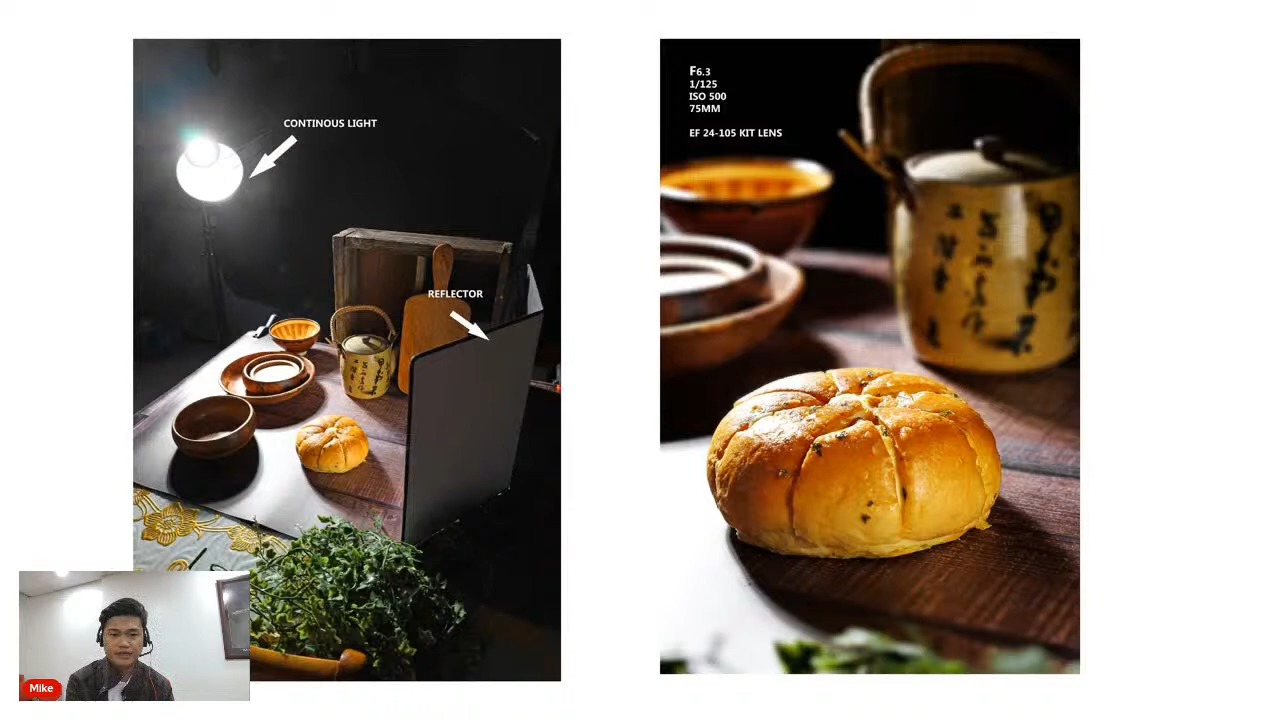 CONTINOUS LIGHT
REFLECTOR
F6.3
1/125
ISO 500
75MM
EF 24-105 KIT LENS
Mike